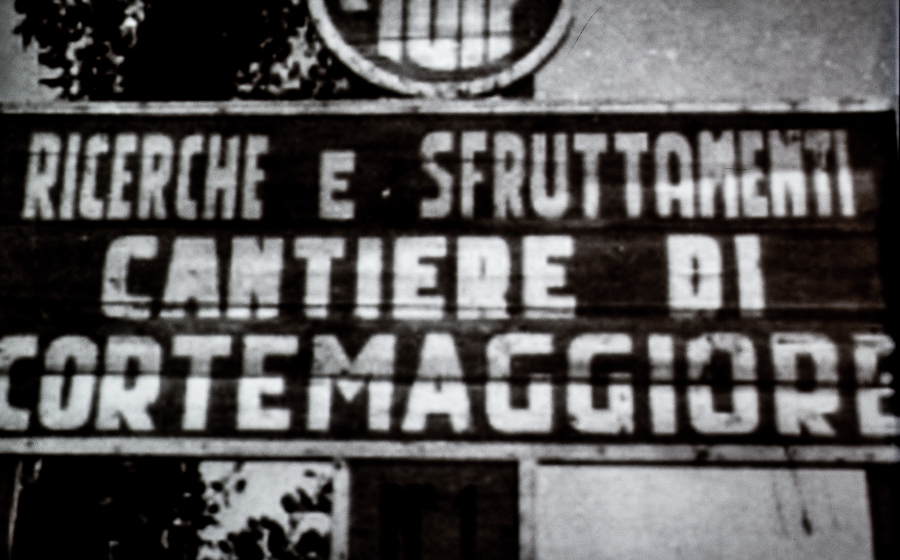 RICERCHE E SFRUTTAMENTI
CANTIERE DI
CORTEMAGGIORE